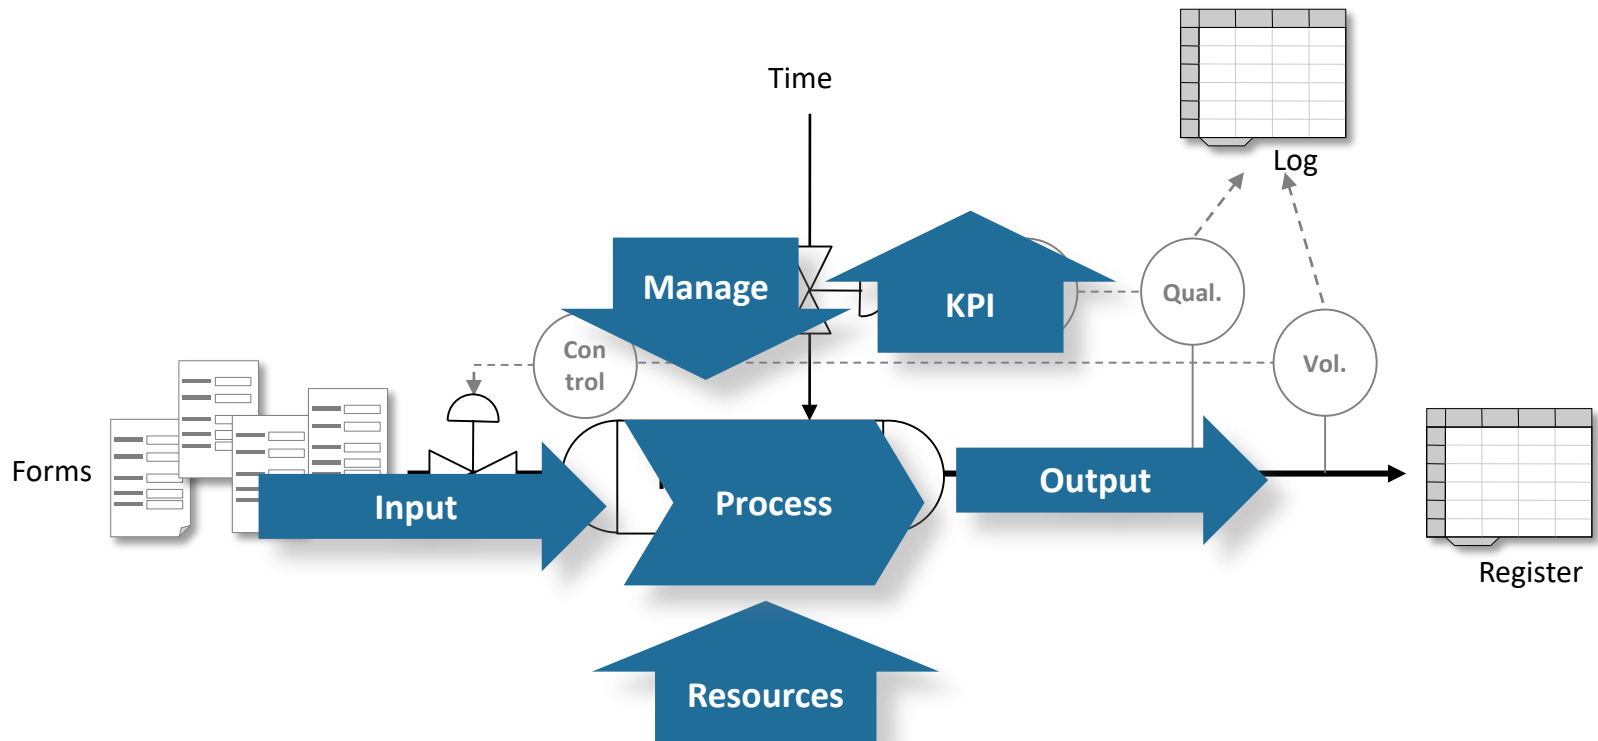 Time
Log
Manage
KPI
Qual.
Con
trol
Vol.
Forms
Input
Process
Output
Register
Resources